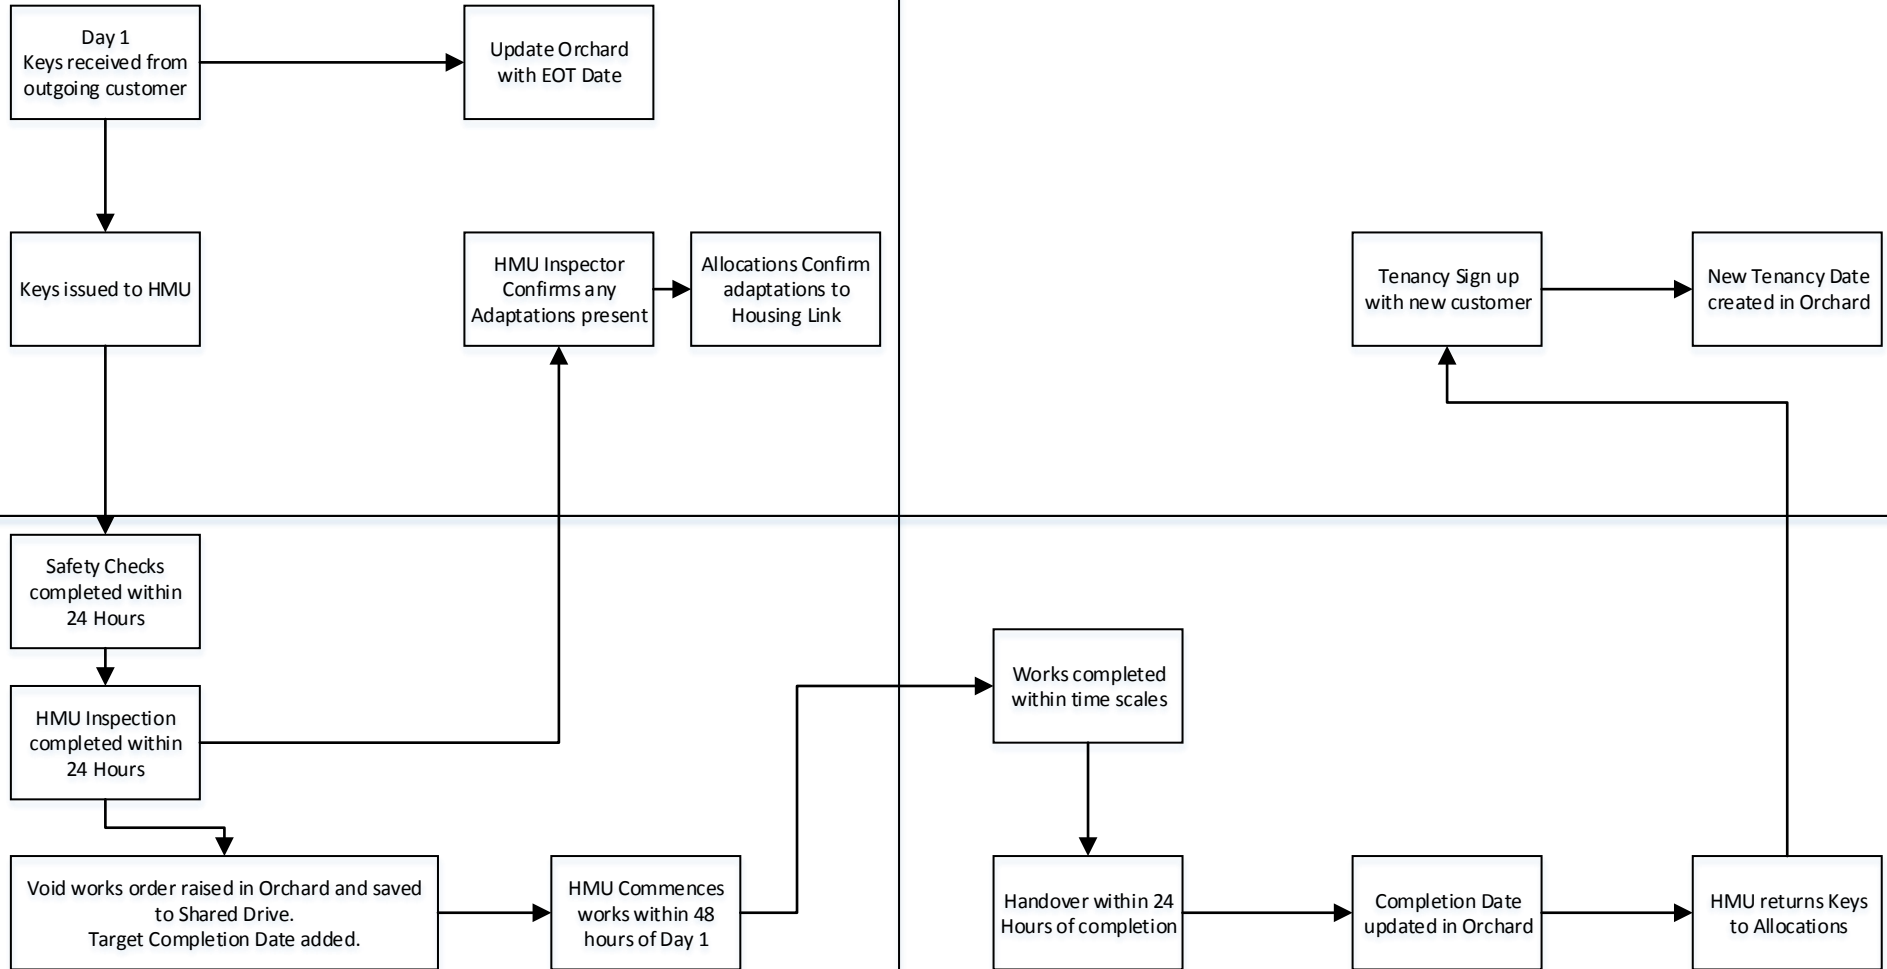 Day 1
Keys received from
outgoing customer
Update Orchard
with EOT Date
Keys issued to HMU
HMU Inspector
Confirms any
Adaptations present
Allocations Confirm
adaptations to
Housing Link
Tenancy Sign up
with new customer
New Tenancy Date
created in Orchard
Safety Checks
completed within
24 Hours
HMU Inspection
completed within
24 Hours
Works completed
within time scales
Void works order raised in Orchard and saved
to Shared Drive.
Target Completion Date added.
HMU Commences
works within 48
hours of Day 1
Handover within 24
Hours of completion
Completion Date
updated in Orchard
HMU returns Keys
to Allocations